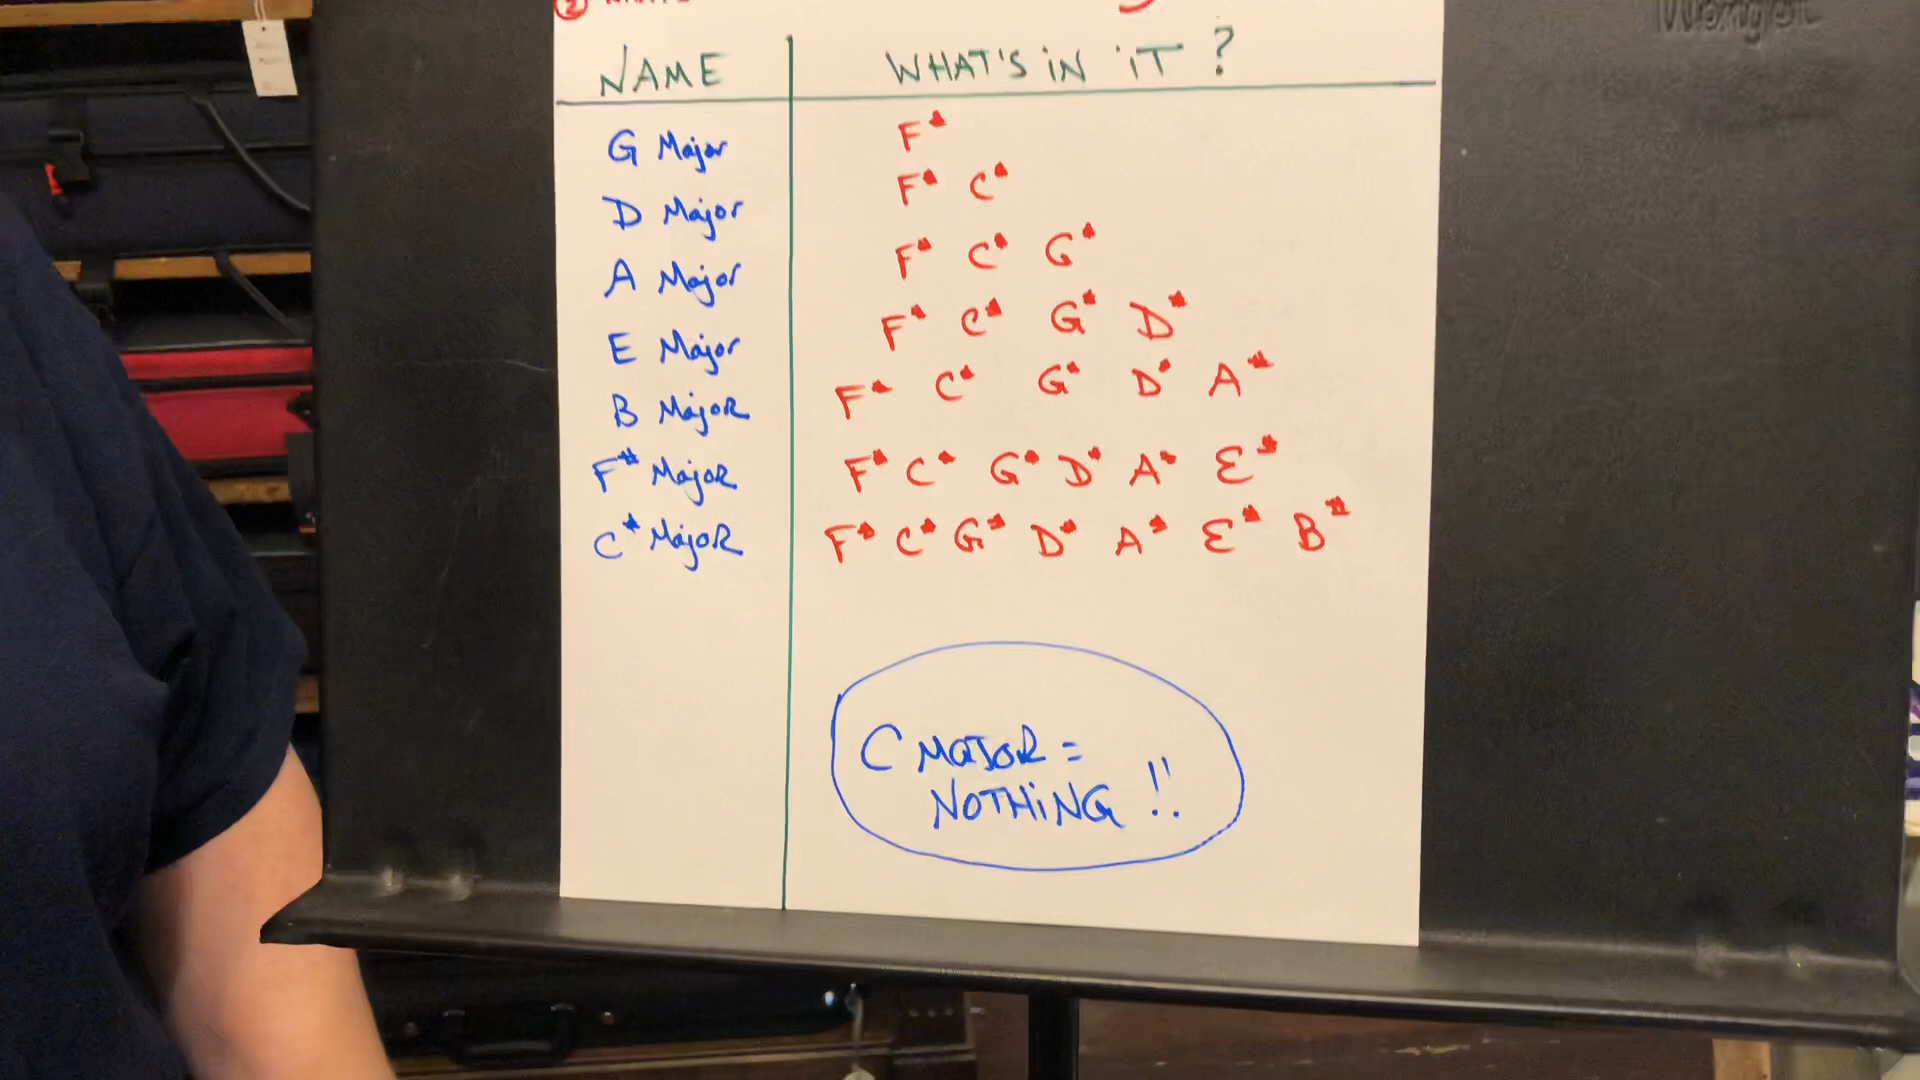 NAME WHAT'S iN iT ?
G Major F#
D Major F# C#
A Major F# C# G#
E Major F# C# G# D#
B MajoR F# C# G# D# A#
F# MajoR F# C# G# D# A# E#
C# MajoR F# C# G# D# A# E# B#
C MAJOR =
NOTHiNG !!